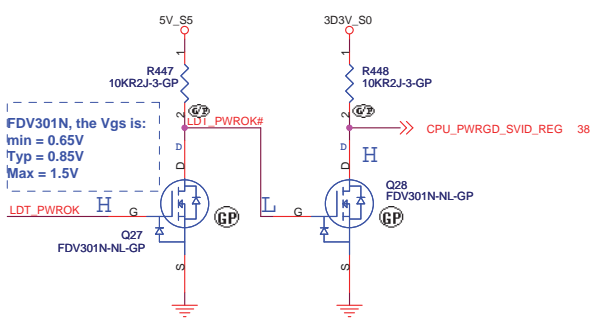 5V_S5
3D3V_S0
1
1
R447
10KR2J-3-GP
R448
10KR2J-3-GP
2
G/P
2
G/P
LDT_PWROK#
CPU_PWRGD_SVID_REG 38
FDV301N, the Vgs is:
min = 0.65V
Typ = 0.85V
Max = 1.5V
D
D
D
D
H
Q28
FDV301N-NL-GP
LDT_PWROK
H
G
GP
L
G
GP
Q27
FDV301N-NL-GP
S
S